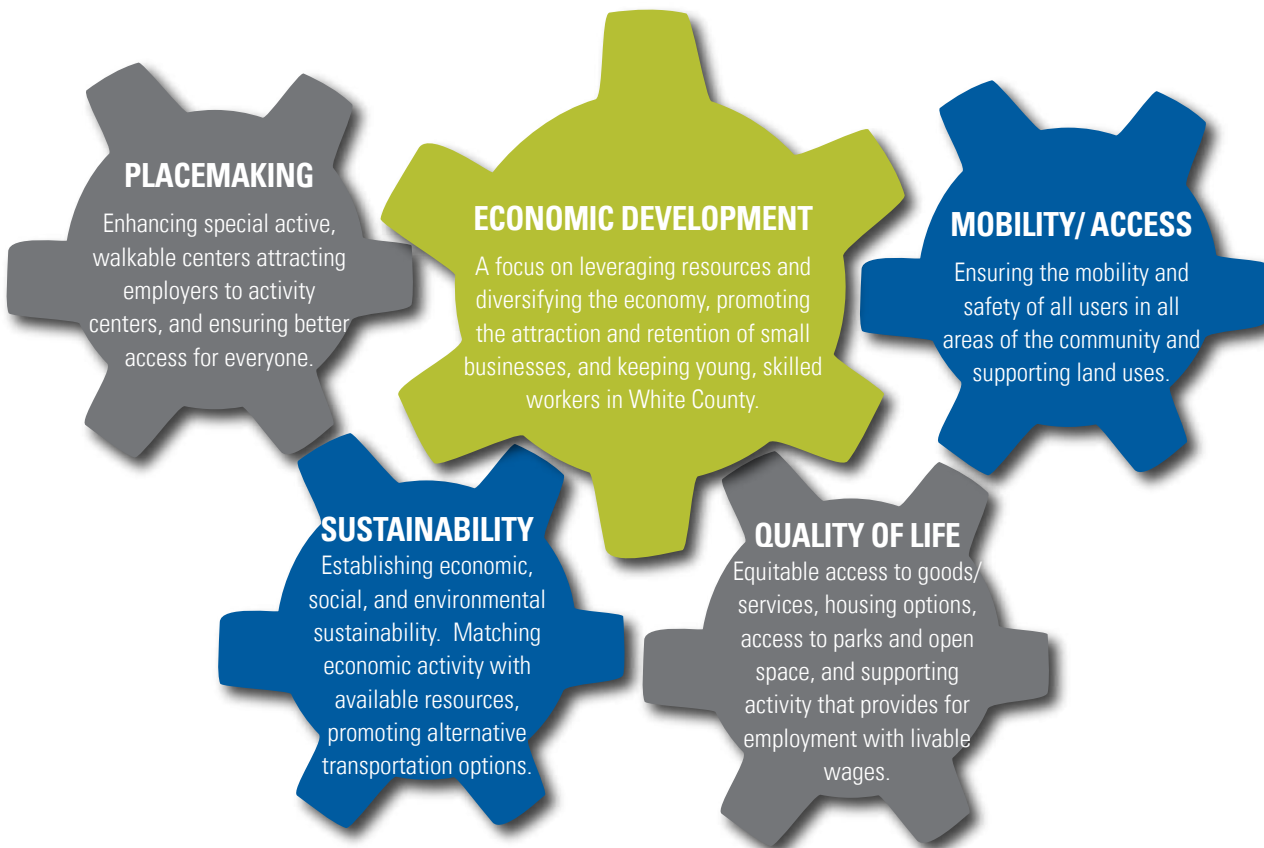 PLACEMAKING
Enhancing special active,
walkable centers attracting
employers to activity
centers, and ensuring better
access for everyone.
ECONOMIC DEVELOPMENT
A focus on leveraging resources and
diversifying the economy, promoting
the attraction and retention of small
businesses, and keeping young, skilled
workers in White County.
MOBILITY/ ACCESS
Ensuring the mobility and
safety of all users in all
areas of the community and
supporting land uses.
SUSTAINABILITY
Establishing economic,
social, and environmental
sustainability.  Matching
economic activity with
available resources,
promoting alternative
transportation options.
QUALITY OF LIFE
Equitable access to goods/
services, housing options,
access to parks and open
space, and supporting
activity that provides for
employment with livable
wages.